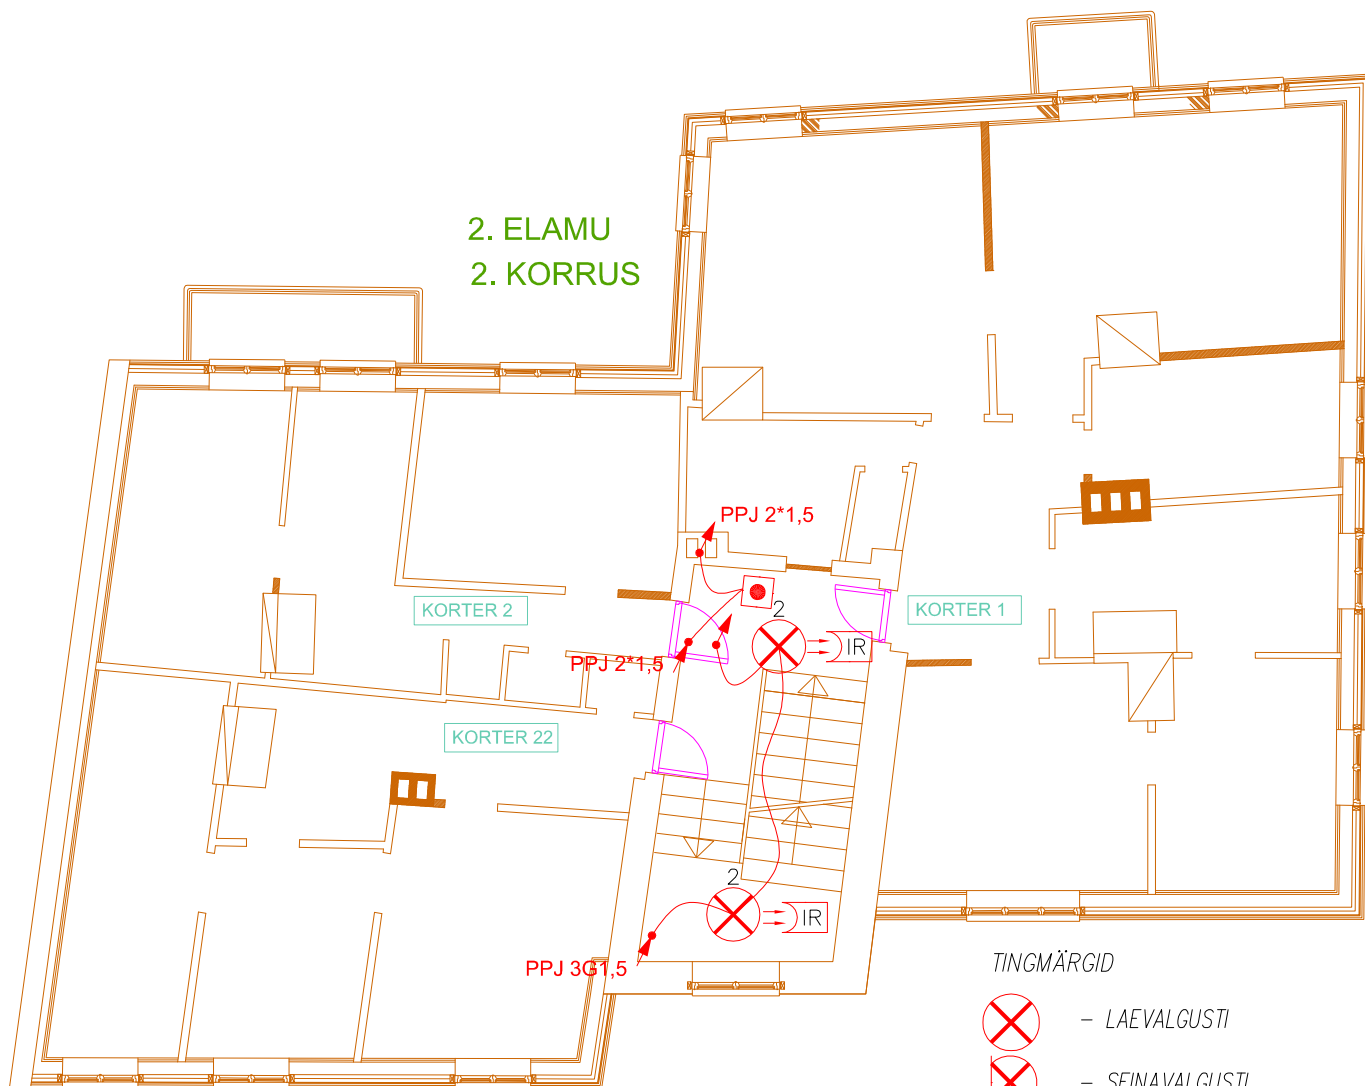 2. ELAMU
2. KORRUS
PPJ 2*1,5
2
KORTER 2
KORTER 1
IR
PPJ 2*1,5
KORTER 22
2
IR
PPJ 3G1,5
TINGMÄRGID
- LAEVALGUSTI
- SEINAVALGUSTI